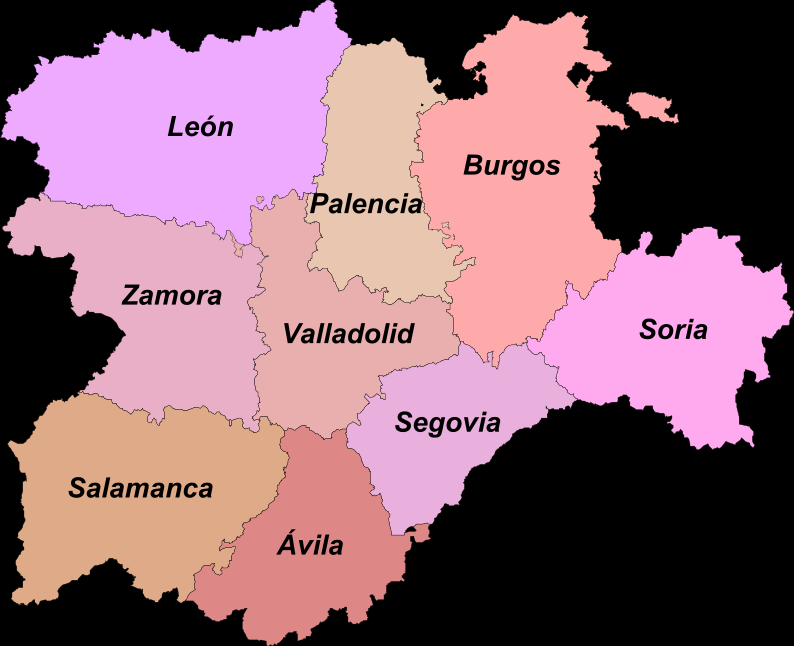 León
Burgos
Palencia
Zamora
Valladolid
Soria
Segovia
Salamanca
Ávila